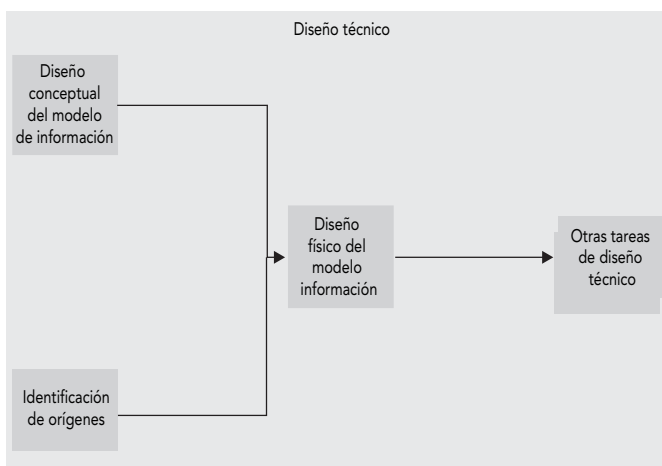 Diseño técnico
Diseño
conceptual
del modelo
de información
Diseño
físico del
modelo
información
Otras tareas
de diseño
técnico
Identificación
de orígenes